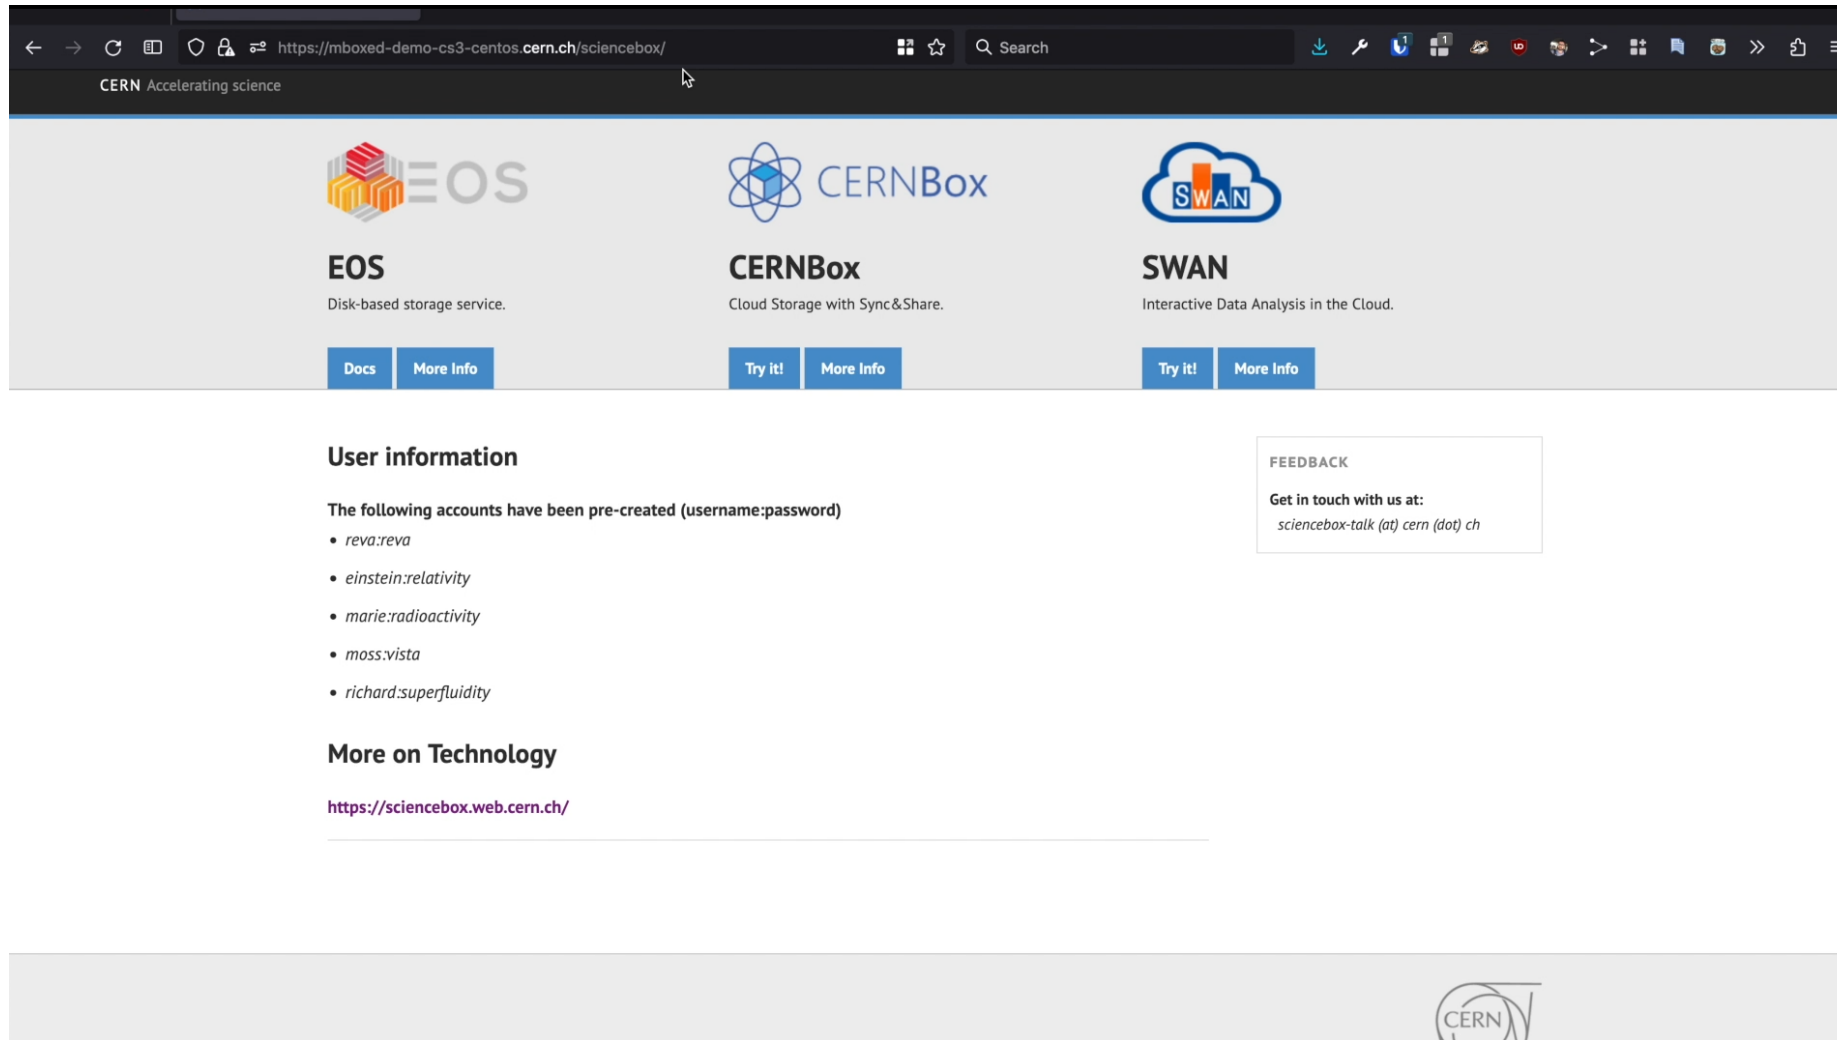 https://mboxed-demo-cs3-centos.cern.ch/sciencebox/
Search
1
1
CERN Accelerating science
EOS
CERNBox
SWAN
EOS
CERNBox
SWAN
Disk-based storage service.
Cloud Storage with Sync&Share.
Interactive Data Analysis in the Cloud.
Docs
More Info
Try it!
More Info
Try it!
More Info
User information
The following accounts have been pre-created (username:password)
• reva:reva
• einstein:relativity
• marie:radioactivity
• moss:vista
• richard:superfluidity
More on Technology
https://sciencebox.web.cern.ch/
FEEDBACK
Get in touch with us at:
sciencebox-talk (at) cern (dot) ch
CERN